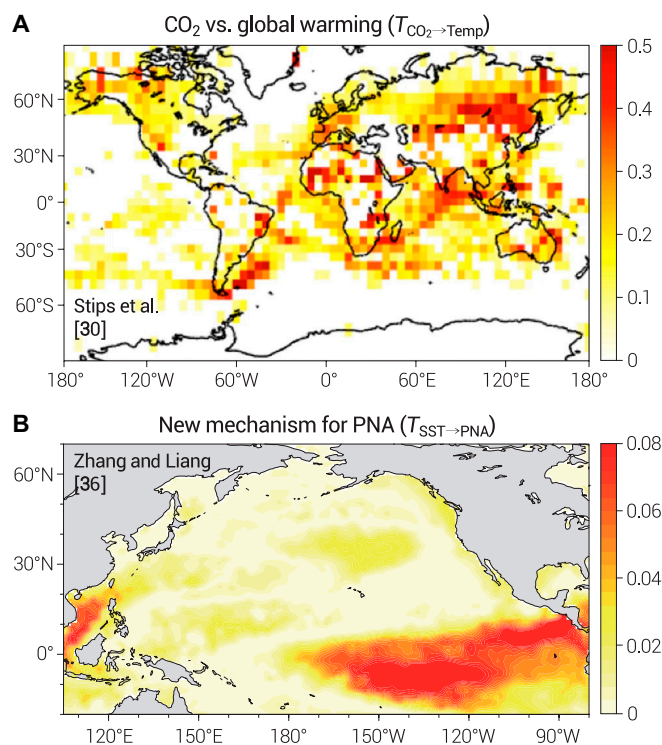 A
CO₂ vs. global warming (T_CO₂→Temp)
60°N
30°N
0°
30°S
60°S
Stips et al.
[30]
180° 120°W 60°W 0° 60°E 120°E 180°
0.5
0.4
0.3
0.2
0.1
0
B
New mechanism for PNA (T_SST→PNA)
Zhang and Liang
[36]
60°N
30°N
0°
120°E 150°E 180° 150°W 120°W 90°W
0.08
0.06
0.04
0.02
0